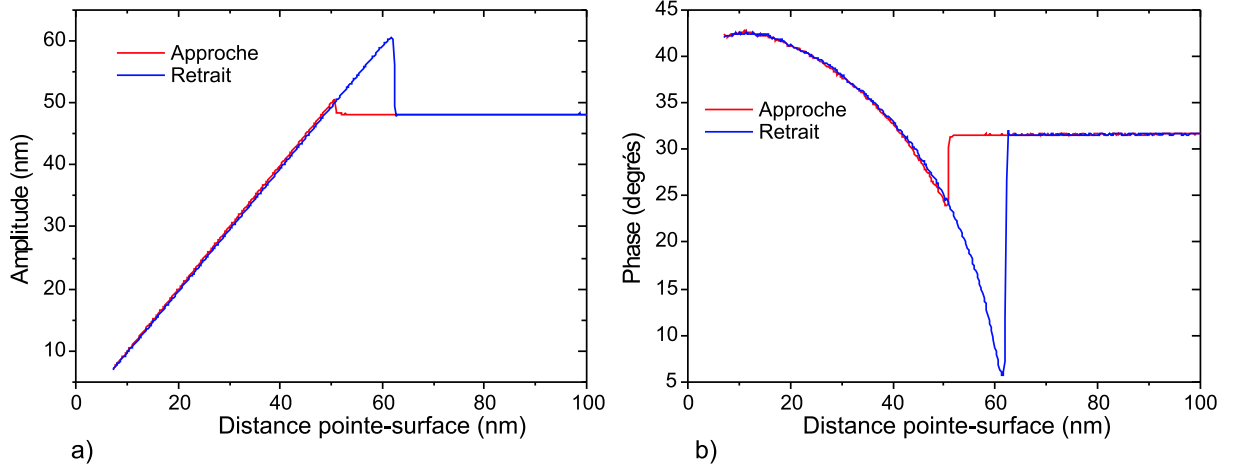 60
50
40
30
20
10
Amplitude (nm)
Approche
Retrait
0
20
40
60
80
100
Distance pointe-surface (nm)
a)
45
40
35
30
25
20
15
10
5
Phase (degrés)
Approche
Retrait
0
20
40
60
80
100
Distance pointe-surface (nm)
b)